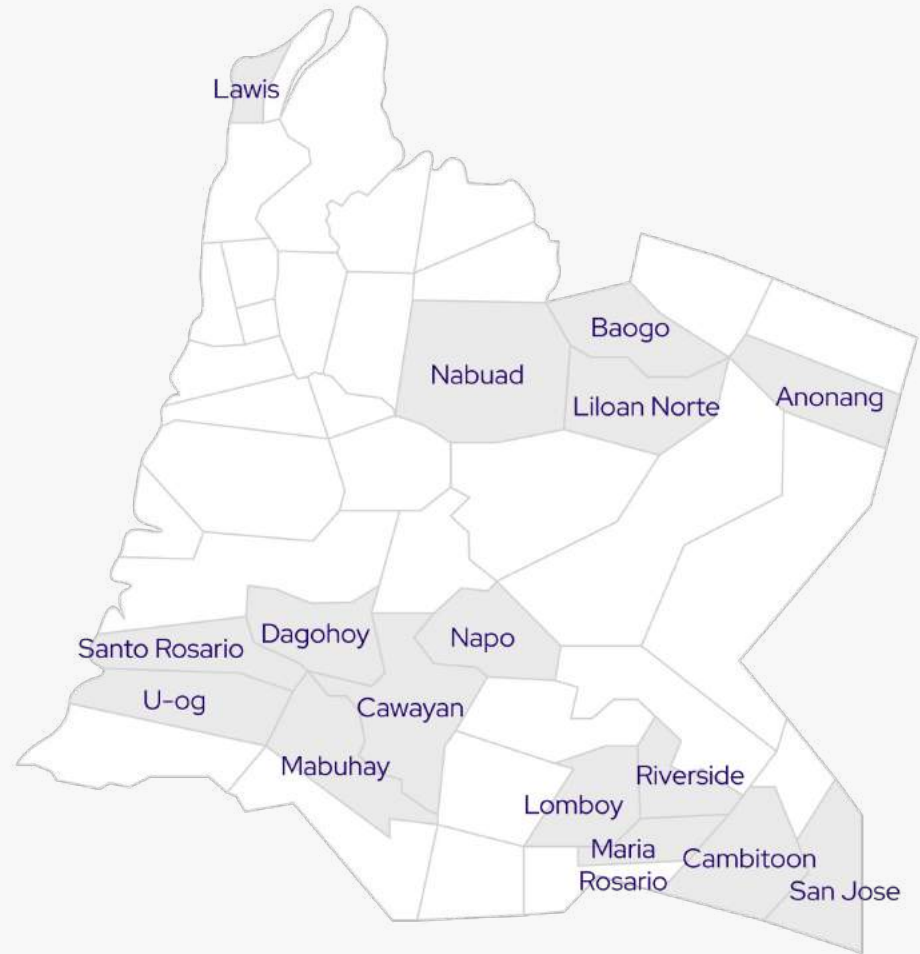 Lawis
Baogo
Nabuad
Anonang
Liloan Norte
Dagohoy
Napo
Santo Rosario
U-og
Cawayan
Mabuhay
Riverside
Lomboy
Maria
Rosario
Cambitoon
San Jose